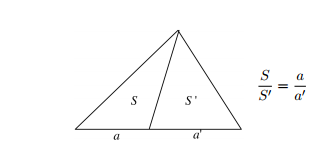 S S'
a a'
S/S' = a/a'